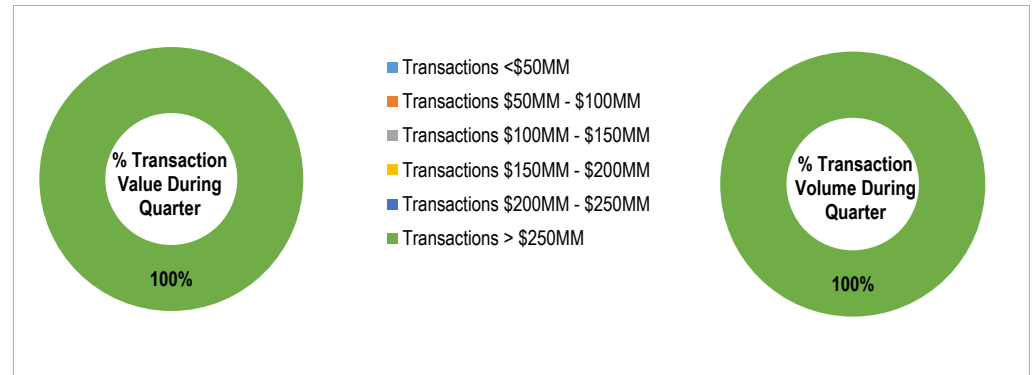 % Transaction
Value During
Quarter
100%
Transactions <$50MM
Transactions $50MM - $100MM
Transactions $100MM - $150MM
Transactions $150MM - $200MM
Transactions $200MM - $250MM
Transactions > $250MM
% Transaction
Volume During
Quarter
100%